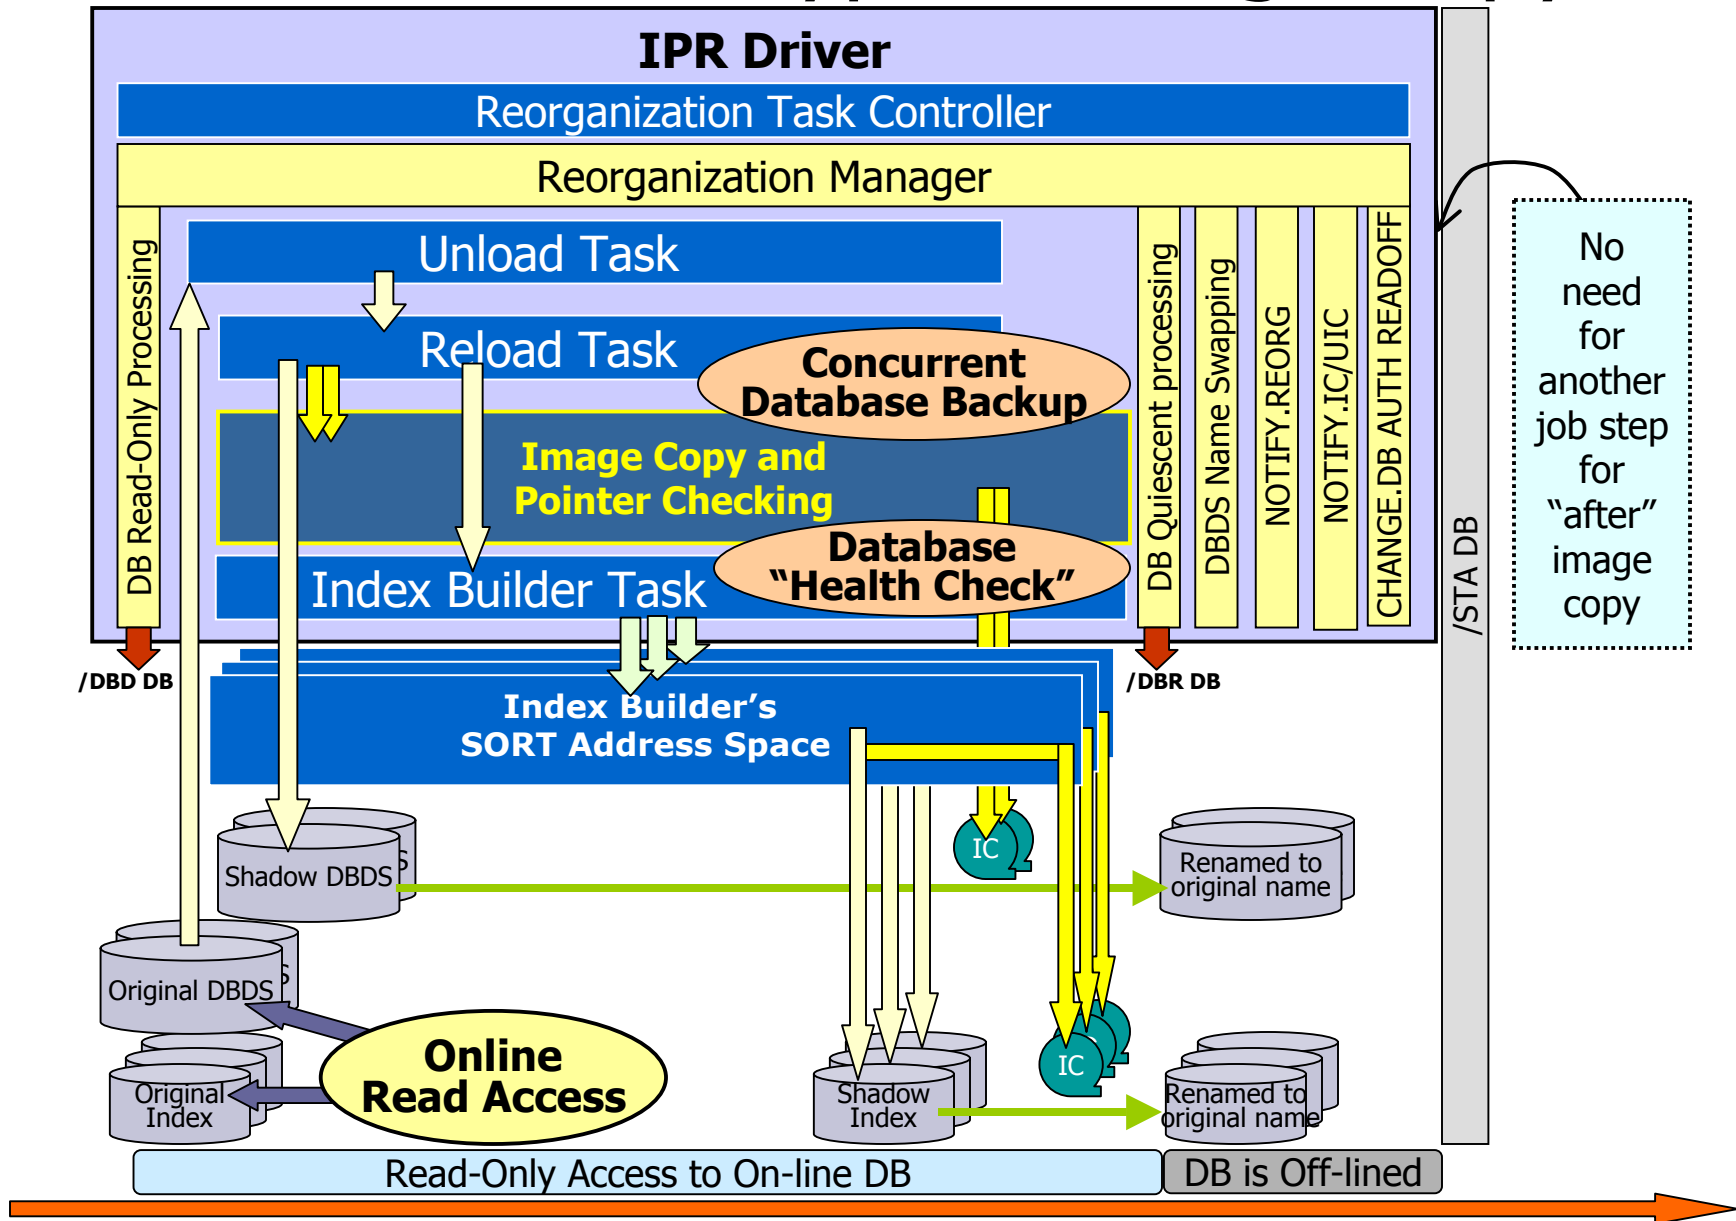 IPR Driver
Reorganization Task Controller
Reorganization Manager
DB Read-Only Processing
Unload Task
Reload Task
Concurrent
Database Backup
Image Copy and
Pointer Checking
Database
“Health Check”
Index Builder Task
DB Quiescent processing
DBDS Name Swapping
NOTIFY.REORG
NOTIFY.IC/UIC
CHANGE.DB AUTH READOFF
/STA DB
No
need
for
another
job step
for
“after”
image
copy
/DBD DB
/DBR DB
Index Builder’s
SORT Address Space
Shadow DBDS
S
IC
Renamed to
original name
Original DBDS
S
Online
Read Access
Original
Index
Shadow
Index
IC
Renamed to
original name
Read-Only Access to On-line DB
DB is Off-lined